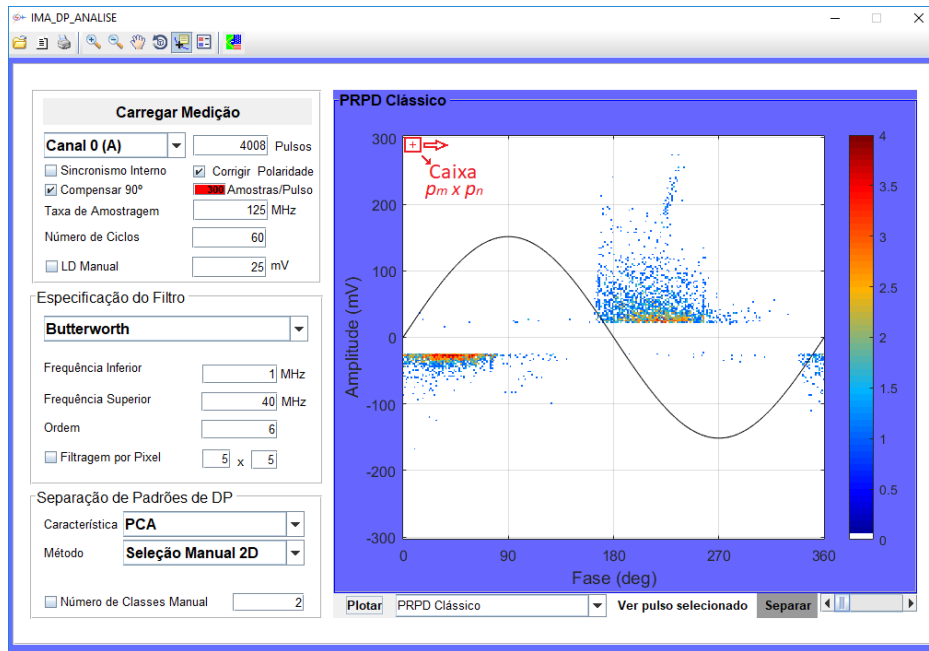 IMA_DP_ANALISE
Carregar Medição
Canal 0 (A)
4008 Pulsos
Sincronismo Interno
Corrigir Polaridade
Compensar 90º
300 Amostras/Pulso
Taxa de Amostragem
125 MHz
Número de Ciclos
60
LD Manual
25 mV
Especificação do Filtro
Butterworth
Frequência Inferior
1 MHz
Frequência Superior
40 MHz
Ordem
6
Filtragem por Pixel
5 x 5
Separação de Padrões de DP
Característica PCA
Método Seleção Manual 2D
Número de Classes Manual
2
PRPD Clássico
Caixa
pm x pn
Amplitude (mV)
300
200
100
0
-100
-200
-300
0 90 180 270 360
Fase (deg)
4
3.5
3
2.5
2
1.5
1
0.5
0
Plotar PRPD Clássico Ver pulso selecionado Separar